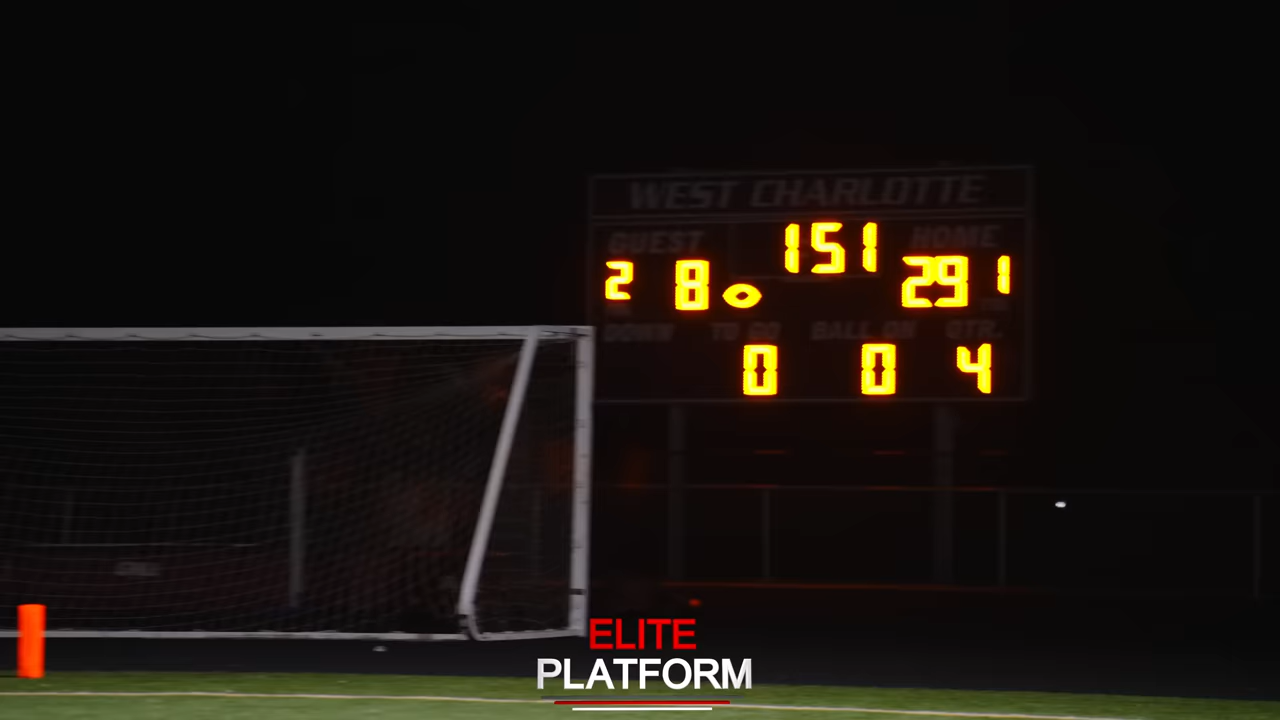 WEST CHARLOTTE
GUEST 151 HOME
2 8 29 1
DOWN TO GO BALL ON QTR.
0 0 4
ELITE
PLATFORM